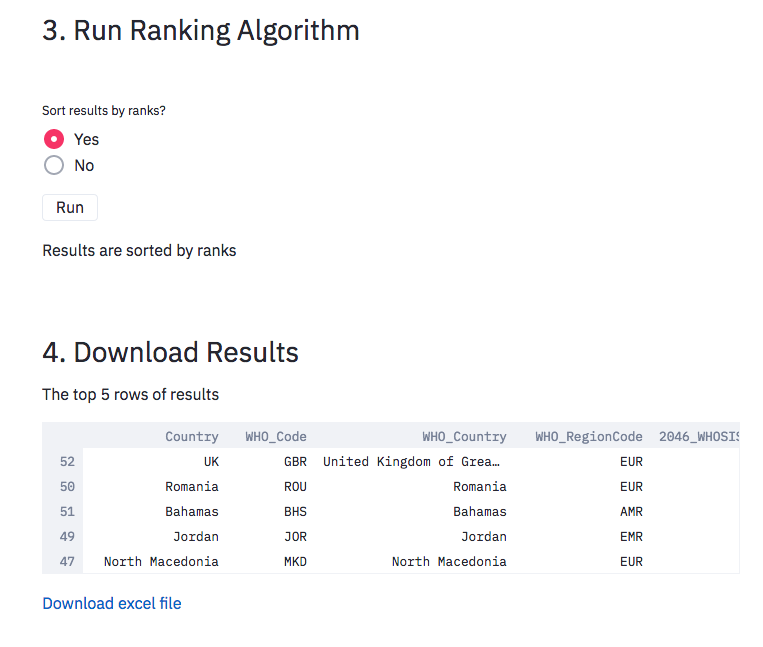 3. Run Ranking Algorithm
Sort results by ranks?
Yes
No
Run
Results are sorted by ranks
4. Download Results
The top 5 rows of results
Country WHO_Code WHO_Country WHO_RegionCode 2046_WHOSIS
52 UK GBR United Kingdom of Grea… EUR
50 Romania ROU Romania EUR
51 Bahamas BHS Bahamas AMR
49 Jordan JOR Jordan EMR
47 North Macedonia MKD North Macedonia EUR
Download excel file